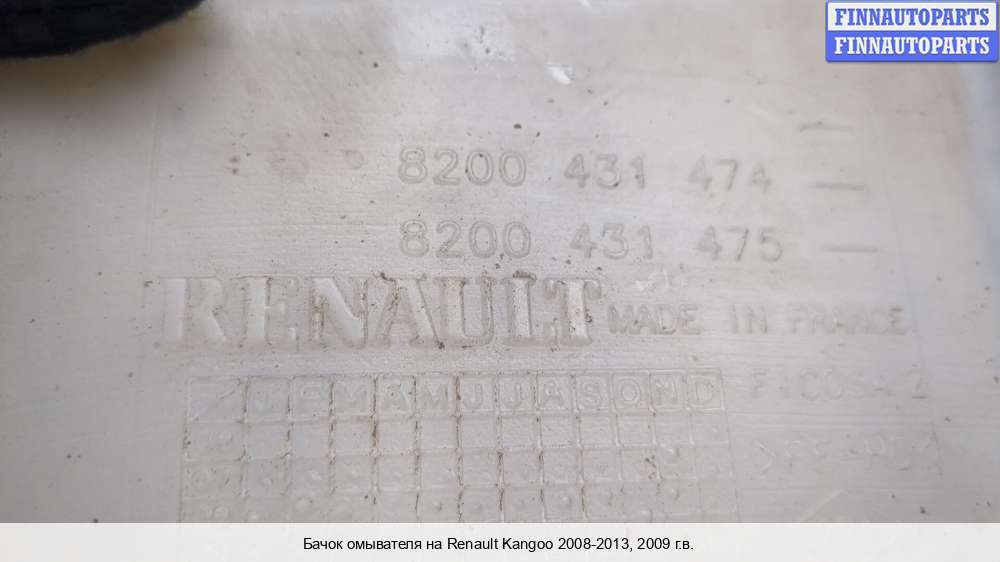 FINNAUTOPARTS
FINNAUTOPARTS
8200 431 474 —
8200 431 475 —
RENAULT MADE IN FRANCE
J F M A M J J A S O N D
Бачок омывателя на Renault Kangoo 2008-2013, 2009 г.в.